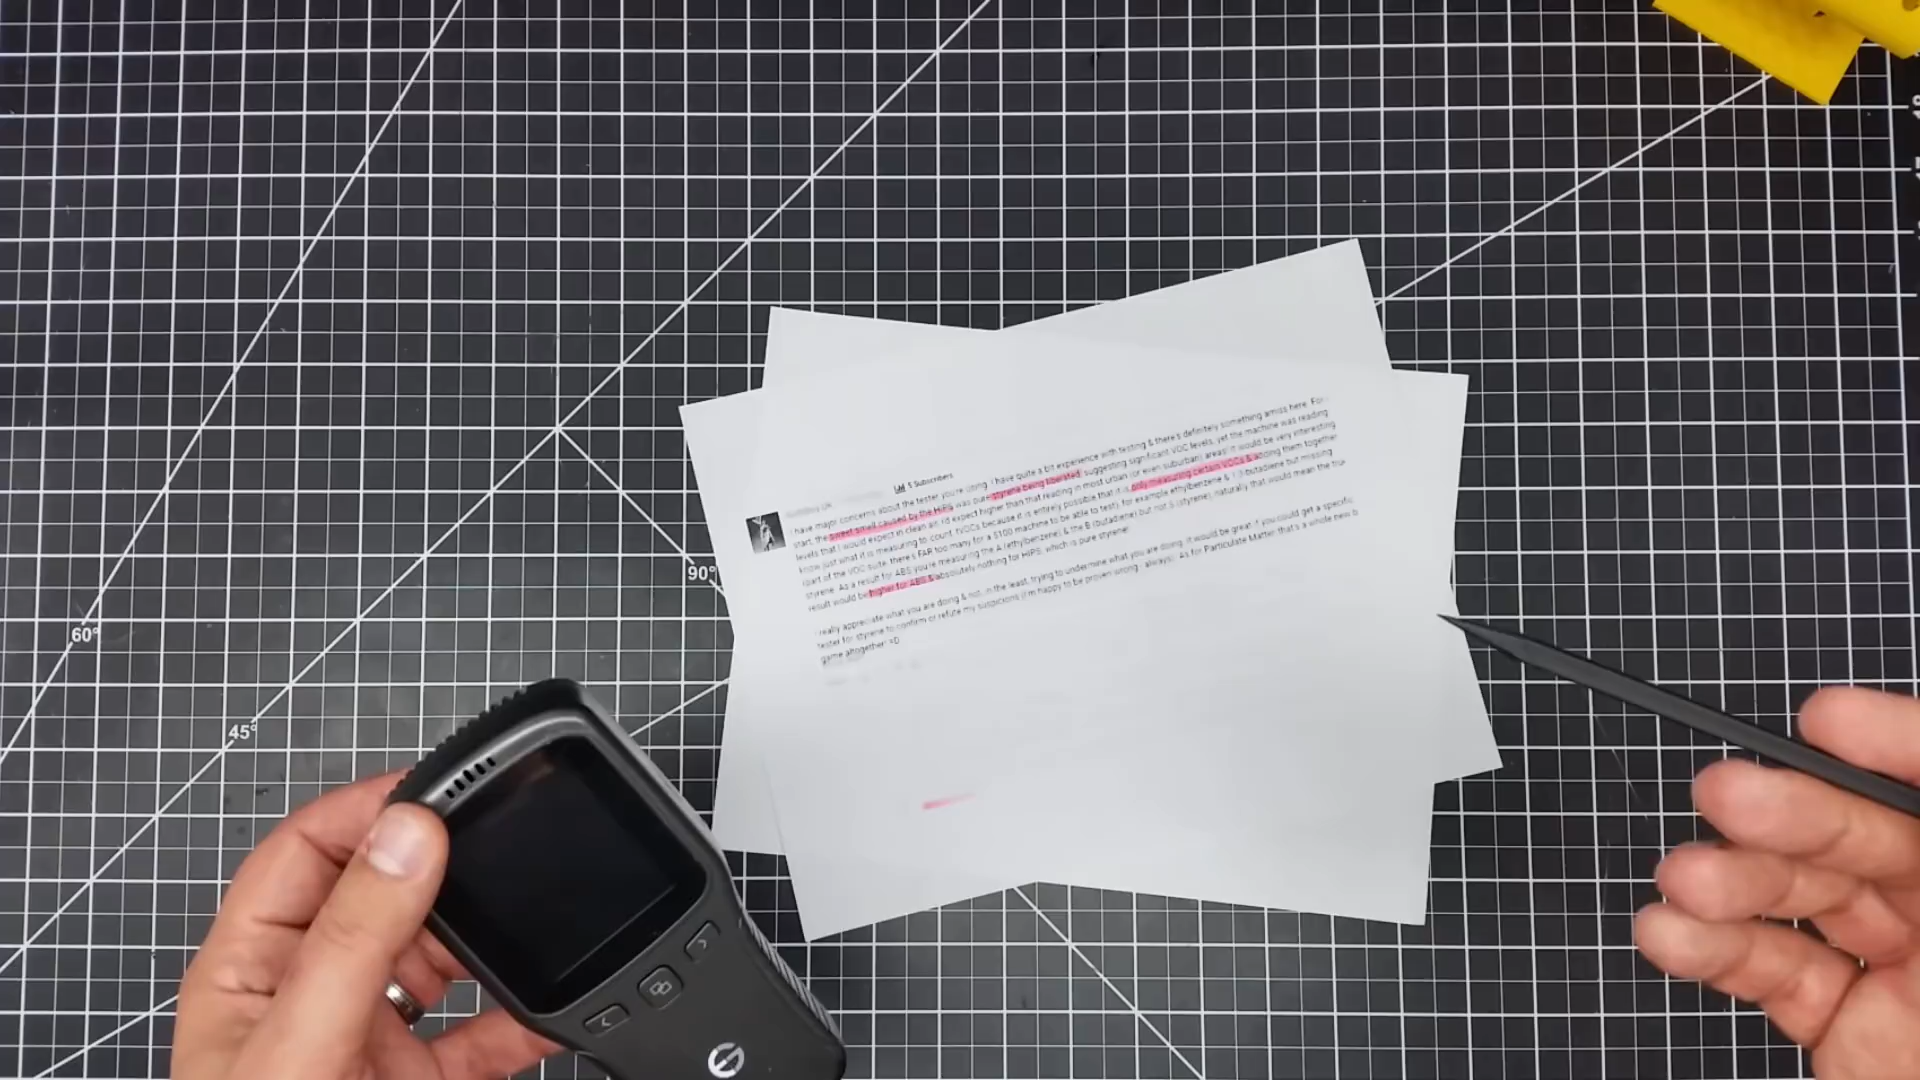 5 Subscribers
I have major concerns about the tester you're using. I have quite a bit experience with testing & there's definitely something amiss here. For
start, the sweet smell caused by the HIPS was pure styrene being liberated, suggesting significant VOC levels, yet the machine was reading
levels that I would expect in clean air. I'd expect higher than that reading in most urban (or even suburban) areas! It would be very interesting
know just what it is measuring to count tVOCs because it is entirely possible that it is only measuring certain VOCs & adding them together
(part of the VOC suite, there's FAR too many for a $100 machine to be able to test), for example ethylbenzene & 1,3 butadiene but missing
styrene. As a result for ABS you're measuring the A (ethylbenzene) & the B (butadiene) but not S (styrene), naturally that would mean the true
result would be higher for ABS & absolutely nothing for HIPS, which is pure styrene.
I really appreciate what you are doing & not, in the least, trying to undermine what you are doing, it would be great if you could get a specific
tester for styrene to confirm or refute my suspicions (I'm happy to be proven wrong - always). As for Particulate Matter that's a whole new b
game altogether! =D
90°
60°
45°